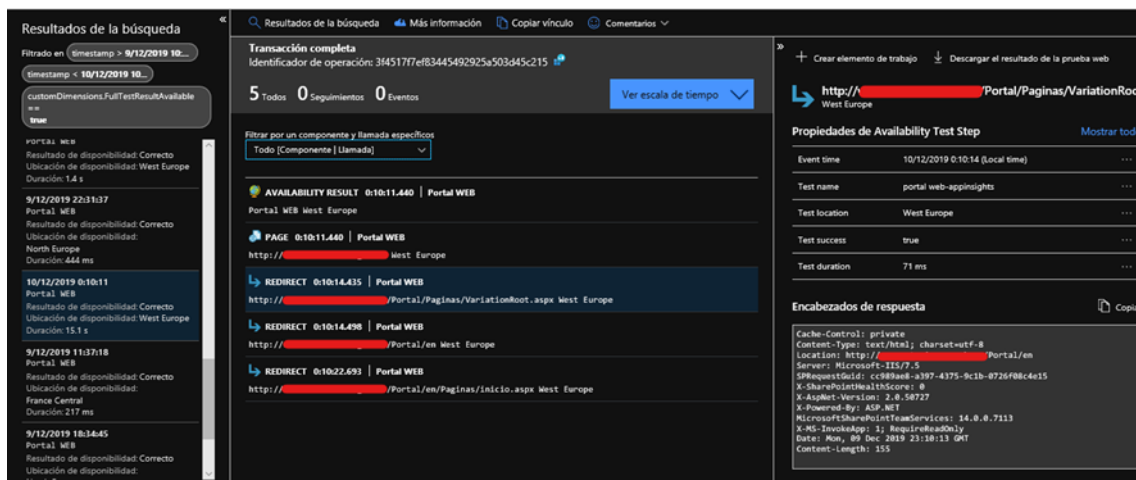 Resultados de la búsqueda
Filtrado en timestamp > 9/12/2019 10:...
timestamp < 10/12/2019 10...
customDimensions.FullTestResultAvailable
==
true
Portal WEB
Resultado de disponibilidad: Correcto
Ubicación de disponibilidad: West Europe
Duración: 1.4 s
9/12/2019 22:31:37
Portal WEB
Resultado de disponibilidad: Correcto
Ubicación de disponibilidad:
North Europe
Duración: 444 ms
10/12/2019 0:10:11
Portal WEB
Resultado de disponibilidad: Correcto
Ubicación de disponibilidad: West Europe
Duración: 15.1 s
9/12/2019 11:37:18
Portal WEB
Resultado de disponibilidad: Correcto
Ubicación de disponibilidad:
France Central
Duración: 217 ms
9/12/2019 18:34:45
Portal WEB
Resultado de disponibilidad: Correcto
Ubicación de disponibilidad:
Resultados de la búsqueda Más información Copiar vínculo Comentarios
Transacción completa
Identificador de operación: 3f4517f7ef83445492925a503d45c215
5 Todos 0 Seguimientos 0 Eventos
Ver escala de tiempo
Filtrar por un componente y llamada específicos
Todo [Componente | Llamada]
AVAILABILITY RESULT 0:10:11.440 | Portal WEB
Portal WEB West Europe
PAGE 0:10:11.440 | Portal WEB
http:// West Europe
REDIRECT 0:10:14.435 | Portal WEB
http:// /Portal/Paginas/VariationRoot.aspx West Europe
REDIRECT 0:10:14.498 | Portal WEB
http:// /Portal/en West Europe
REDIRECT 0:10:22.693 | Portal WEB
http:// /Portal/en/Paginas/inicio.aspx West Europe
Crear elemento de trabajo Descargar el resultado de la prueba web
http:// /Portal/Paginas/VariationRoo
West Europe
Propiedades de Availability Test Step Mostrar todo
Event time 10/12/2019 0:10:14 (Local time) ...
Test name portal web-appinsights ...
Test location West Europe ...
Test success true ...
Test duration 71 ms ...
Encabezados de respuesta Copia
Cache-Control: private
Content-Type: text/html; charset=utf-8
Location: http:// /Portal/en
Server: Microsoft-IIS/7.5
SPRequestGuid: cc989ae8-a397-4375-9c1b-0726f08c4e15
X-SharePointHealthScore: 0
X-AspNet-Version: 2.0.50727
X-Powered-By: ASP.NET
MicrosoftSharePointTeamServices: 14.0.0.7113
X-MS-InvokeApp: 1; RequireReadOnly
Date: Mon, 09 Dec 2019 23:10:13 GMT
Content-Length: 155